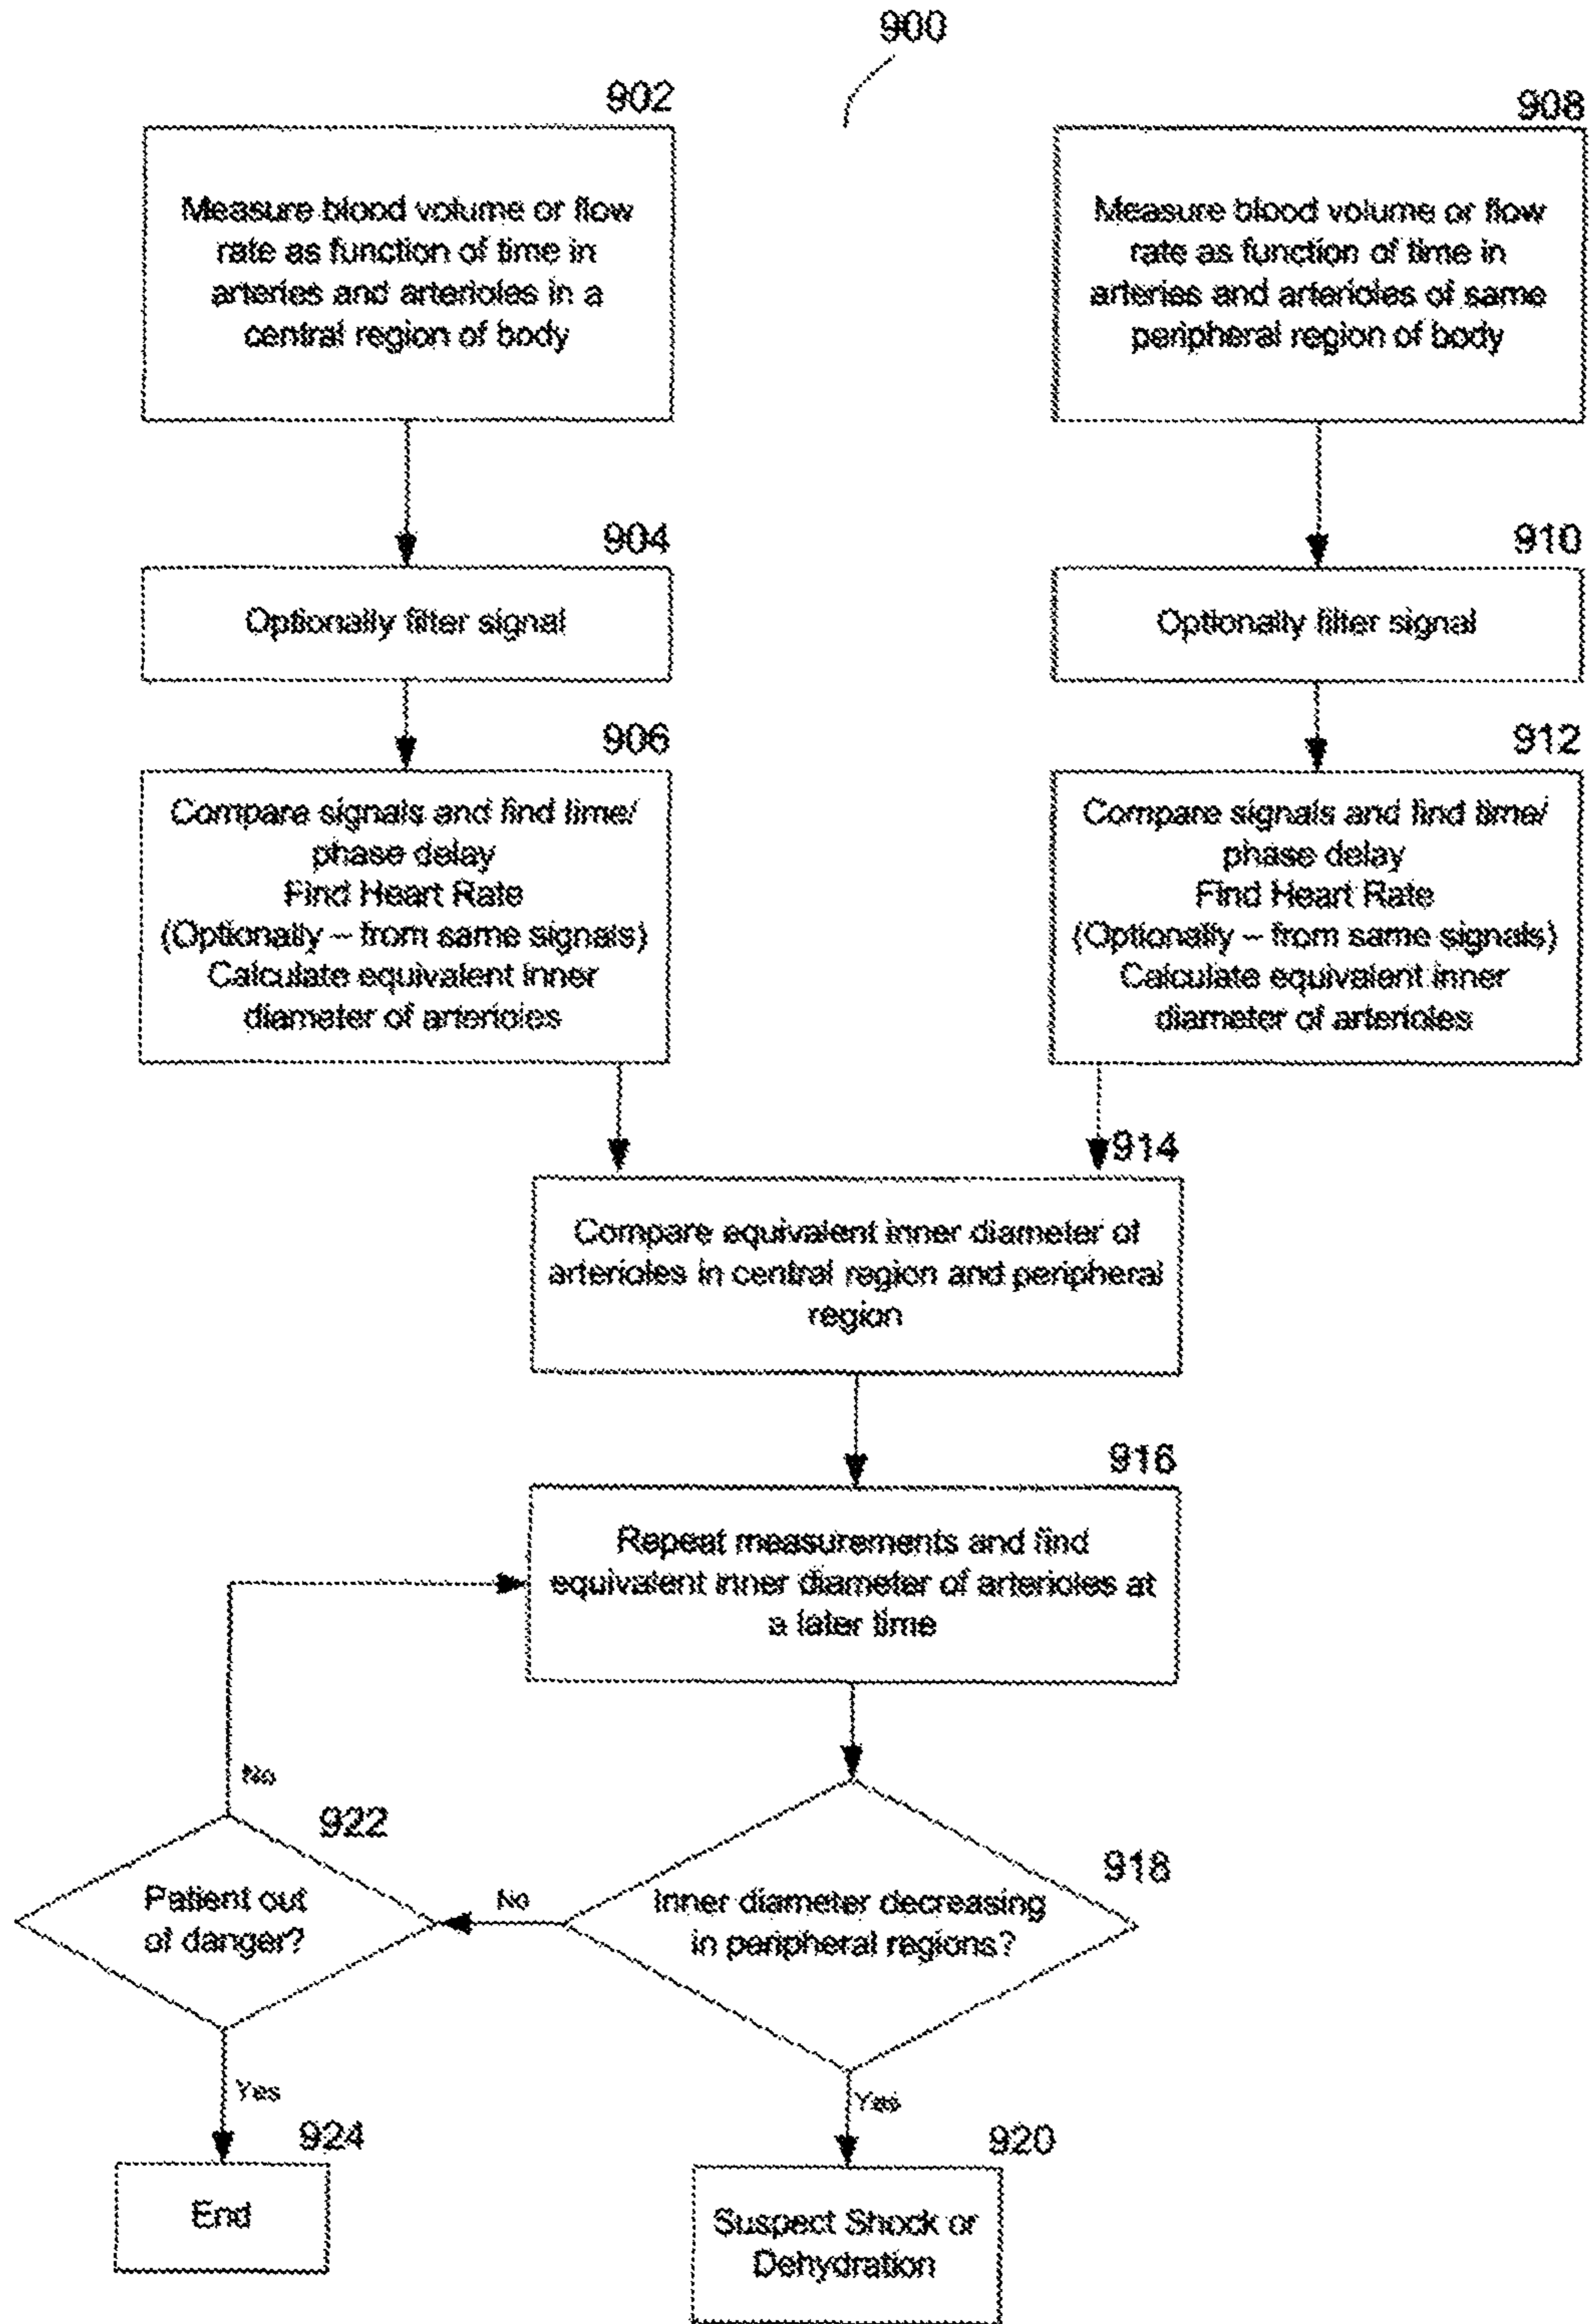 900
902
Measure blood volume or flow
rate as function of time in
arteries and arterioles in a
central region of body
908
Measure blood volume or flow
rate as function of time in
arteries and arterioles of same
peripheral region of body
904
Optionally filter signal
910
Optionally filter signal
906
Compare signals and find time/
phase delay
Find Heart Rate
(Optionally – from same signals)
Calculate equivalent inner
diameter of arterioles
912
Compare signals and find time/
phase delay
Find Heart Rate
(Optionally – from same signals)
Calculate equivalent inner
diameter of arterioles
914
Compare equivalent inner diameter of
arterioles in central region and peripheral
region
916
Repeat measurements and find
equivalent inner diameter of arterioles at
a later time
No
922
Patient out
of danger?
No
918
Inner diameter decreasing
in peripheral regions?
Yes
924
End
Yes
920
Suspect Shock or
Dehydration